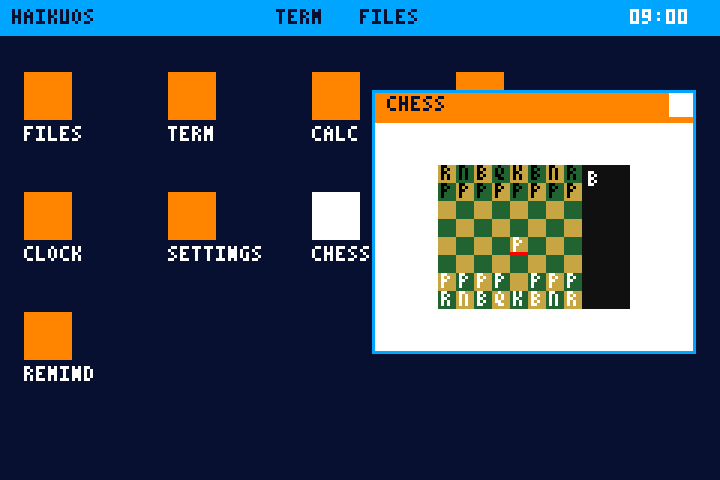 HAIKUOS TERM FILES 09:00
CHESS
FILES TERM CALC
R N B Q K B N R B
P P P P P P P P
P
P P P P P P P
R N B Q K B N R
CLOCK SETTINGS CHESS
REMIND